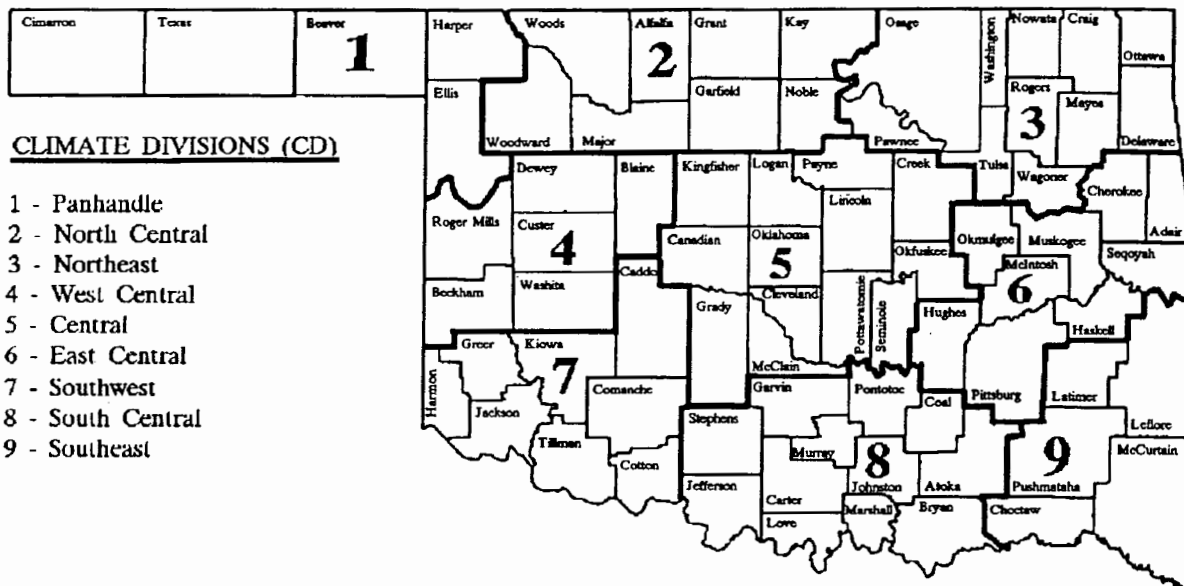 Cimarron Texas Beaver Harper Woods Alfalfa Grant Kay Osage Washington Nowata Craig Ottawa
1 2
Ellis Woodward Major Garfield Noble Pawnee Rogers Mayes Delaware
3
CLIMATE DIVISIONS (CD)
1 - Panhandle
2 - North Central
3 - Northeast
4 - West Central
5 - Central
6 - East Central
7 - Southwest
8 - South Central
9 - Southeast
Dewey Blaine Kingfisher Logan Payne Creek Tulsa Wagoner Cherokee
Roger Mills Custer Canadian Oklahoma Lincoln Okfuskee Okmulgee Muskogee Adair
4 5
Beckham Washita Caddo Cleveland McIntosh Sequoyah
6
Grady Pottawatomie Seminole Hughes Haskell
Greer Kiowa McClain
7
Harmon Jackson Comanche Garvin Pontotoc Coal Pittsburg Latimer
Tillman Stephens Leflore
Cotton Murray McCurtain
8 9
Jefferson Carter Johnston Atoka Pushmataha
Love Marshall Bryan Choctaw